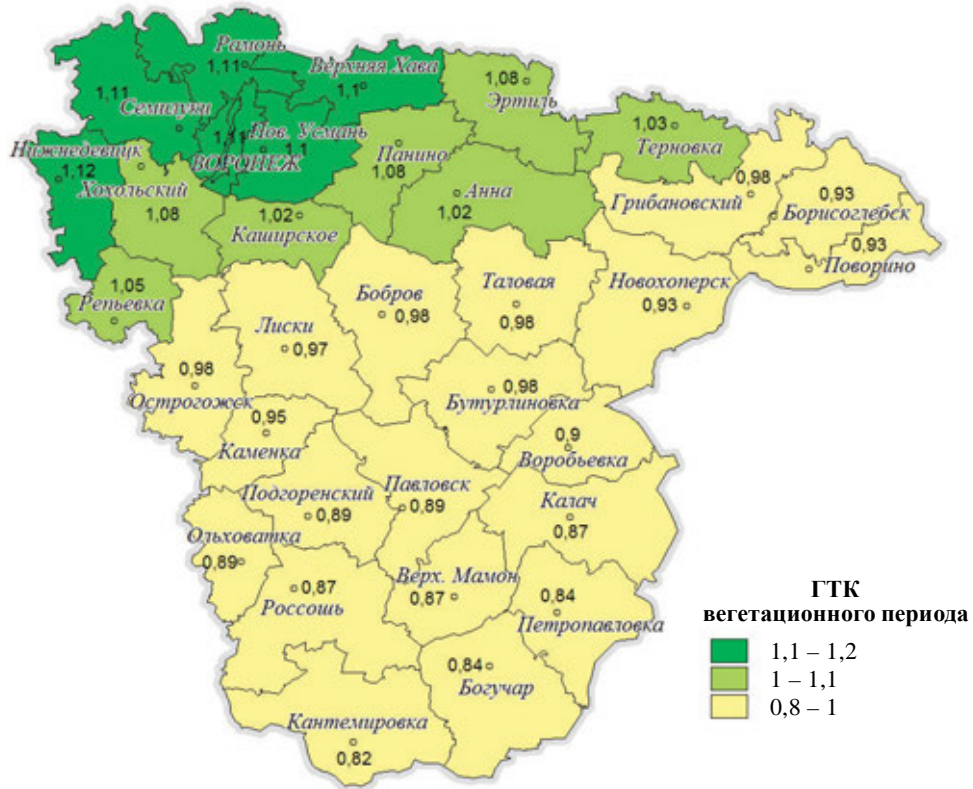 Рамонь
1,11
Верхняя Хава
1,1
1,11
Семилуки
1,11
Нов. Усмань
1,1
ВОРОНЕЖ
Нижнедевицк
1,12
Хохольский
1,08
1,08
Эртиль
Панино
1,08
1,03
Терновка
Анна
1,02
1,02
Каширское
0,98
Грибановский
0,93
Борисоглебск
0,93
Поворино
1,05
Репьевка
Бобров
0,98
Таловая
0,98
Новохоперск
0,93
Лиски
0,97
0,98
Острогожск
0,98
Бутурлиновка
0,95
Каменка
0,9
Воробьевка
Подгоренский
0,89
Павловск
0,89
Калач
0,87
Ольховатка
0,89
0,87
Россошь
Верх. Мамон
0,87
0,84
Петропавловка
0,84
Богучар
Кантемировка
0,82
ГТК
вегетационного периода
1,1 – 1,2
1 – 1,1
0,8 – 1